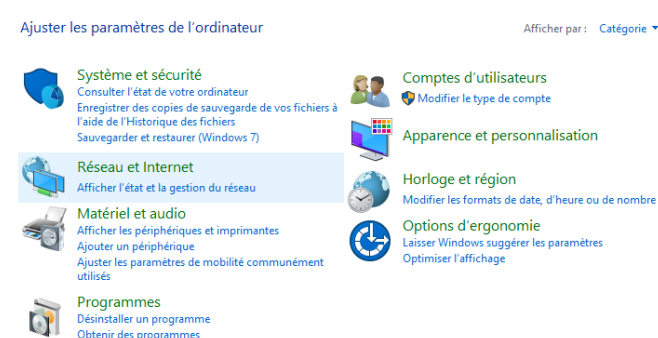 Ajuster les paramètres de l'ordinateur
Afficher par : Catégorie
Système et sécurité
Consulter l'état de votre ordinateur
Enregistrer des copies de sauvegarde de vos fichiers à
l'aide de l'Historique des fichiers
Sauvegarder et restaurer (Windows 7)
Réseau et Internet
Afficher l'état et la gestion du réseau
Matériel et audio
Afficher les périphériques et imprimantes
Ajouter un périphérique
Ajuster les paramètres de mobilité communément
utilisés
Programmes
Désinstaller un programme
Obtenir des programmes
Comptes d'utilisateurs
Modifier le type de compte
Apparence et personnalisation
Horloge et région
Modifier les formats de date, d'heure ou de nombre
Options d'ergonomie
Laisser Windows suggérer les paramètres
Optimiser l'affichage